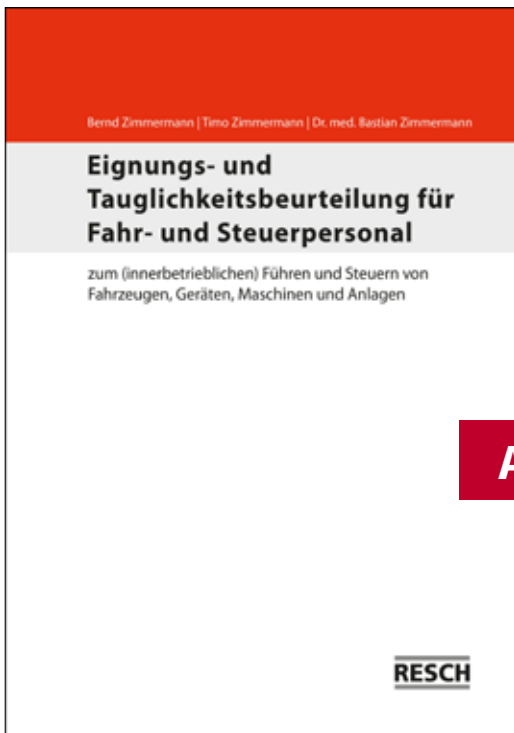 Bernd Zimmermann | Timo Zimmermann | Dr. med. Bastian Zimmermann
Eignungs- und
Tauglichkeitsbeurteilung für
Fahr- und Steuerpersonal
zum (innerbetrieblichen) Führen und Steuern von
Fahrzeugen, Geräten, Maschinen und Anlagen
A
RESCH